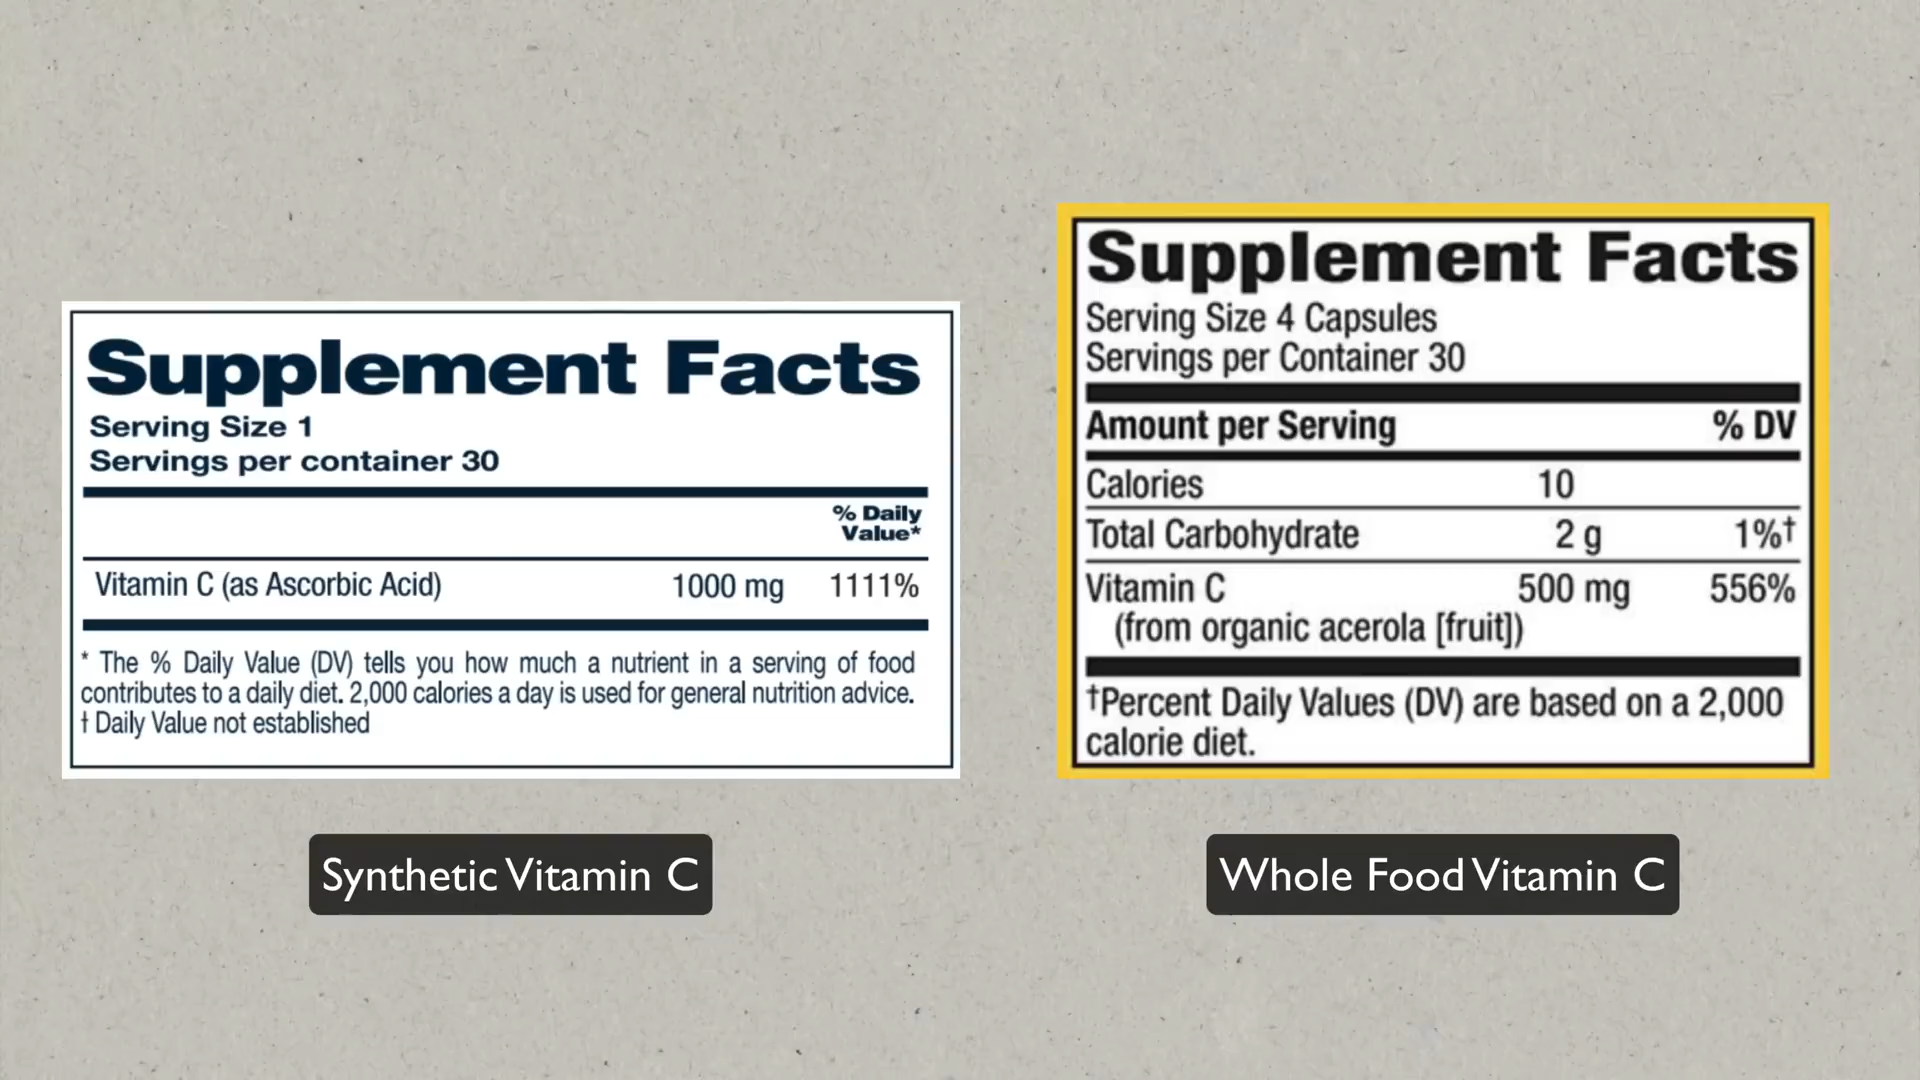 Supplement Facts
Serving Size 1
Servings per container 30
% Daily
Value*
Vitamin C (as Ascorbic Acid) 1000 mg 1111%
* The % Daily Value (DV) tells you how much a nutrient in a serving of food
contributes to a daily diet. 2,000 calories a day is used for general nutrition advice.
† Daily Value not established
Synthetic Vitamin C
Supplement Facts
Serving Size 4 Capsules
Servings per Container 30
Amount per Serving % DV
Calories 10
Total Carbohydrate 2 g 1%†
Vitamin C 500 mg 556%
(from organic acerola [fruit])
†Percent Daily Values (DV) are based on a 2,000
calorie diet.
Whole Food Vitamin C